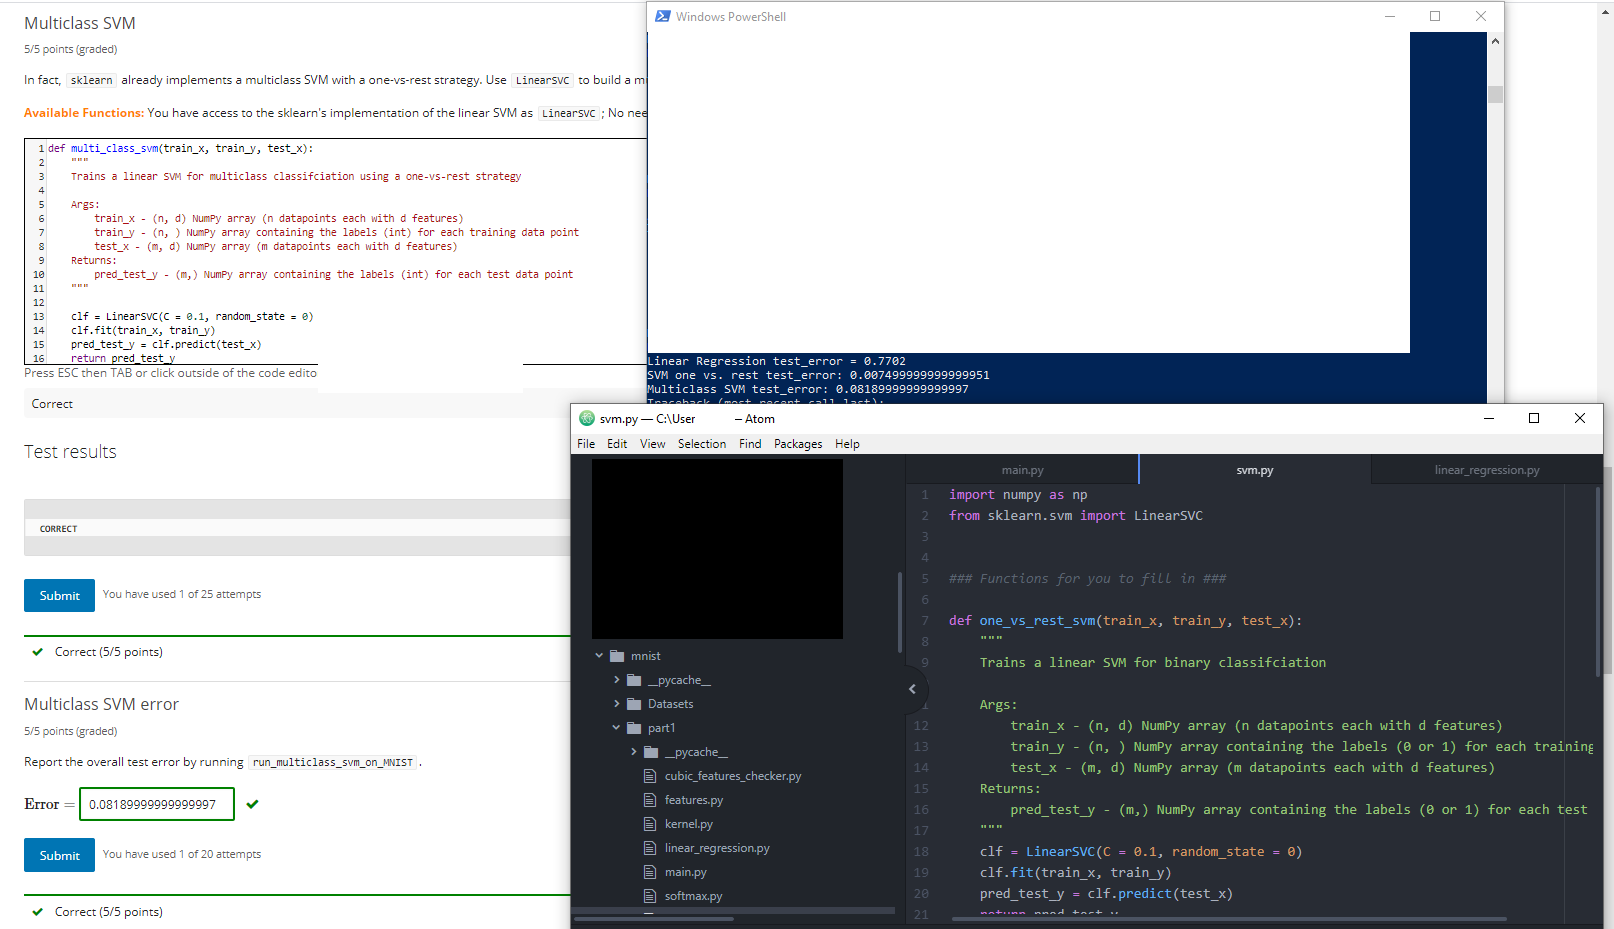 Multiclass SVM
5/5 points (graded)
In fact, sklearn already implements a multiclass SVM with a one-vs-rest strategy. Use LinearSVC to build a
Available Functions: You have access to the sklearn's implementation of the linear SVM as LinearSVC ; No
1 def multi_class_svm(train_x, train_y, test_x):
2 """
3 Trains a linear SVM for multiclass classifciation using a one-vs-rest strategy
4
5 Args:
6 train_x - (n, d) NumPy array (n datapoints each with d features)
7 train_y - (n, ) NumPy array containing the labels (int) for each training data point
8 test_x - (m, d) NumPy array (m datapoints each with d features)
9 Returns:
10 pred_test_y - (m,) NumPy array containing the labels (int) for each test data point
11 """
12
13 clf = LinearSVC(C = 0.1, random_state = 0)
14 clf.fit(train_x, train_y)
15 pred_test_y = clf.predict(test_x)
16 return pred_test_y
Press ESC then TAB or click outside of the code edito
Correct
Test results
CORRECT
Submit You have used 1 of 25 attempts
Correct (5/5 points)
Multiclass SVM error
5/5 points (graded)
Report the overall test error by running run_multiclass_svm_on_MNIST .
Error = 0.08189999999999997
Submit You have used 1 of 20 attempts
Correct (5/5 points)
Windows PowerShell
Linear Regression test_error = 0.7702
SVM one vs. rest test_error: 0.007499999999999951
Multiclass SVM test_error: 0.08189999999999997
Traceback (most recent call last):
svm.py — C:\User – Atom
File Edit View Selection Find Packages Help
mnist
__pycache__
Datasets
part1
__pycache__
cubic_features_checker.py
features.py
kernel.py
linear_regression.py
main.py
softmax.py
main.py svm.py linear_regression.py
1 import numpy as np
2 from sklearn.svm import LinearSVC
3
4
5 ### Functions for you to fill in ###
6
7 def one_vs_rest_svm(train_x, train_y, test_x):
8 """
9 Trains a linear SVM for binary classifciation
Args:
12 train_x - (n, d) NumPy array (n datapoints each with d features)
13 train_y - (n, ) NumPy array containing the labels (0 or 1) for each training
14 test_x - (m, d) NumPy array (m datapoints each with d features)
15 Returns:
16 pred_test_y - (m,) NumPy array containing the labels (0 or 1) for each test
17 """
18 clf = LinearSVC(C = 0.1, random_state = 0)
19 clf.fit(train_x, train_y)
20 pred_test_y = clf.predict(test_x)
21 return pred_test_y